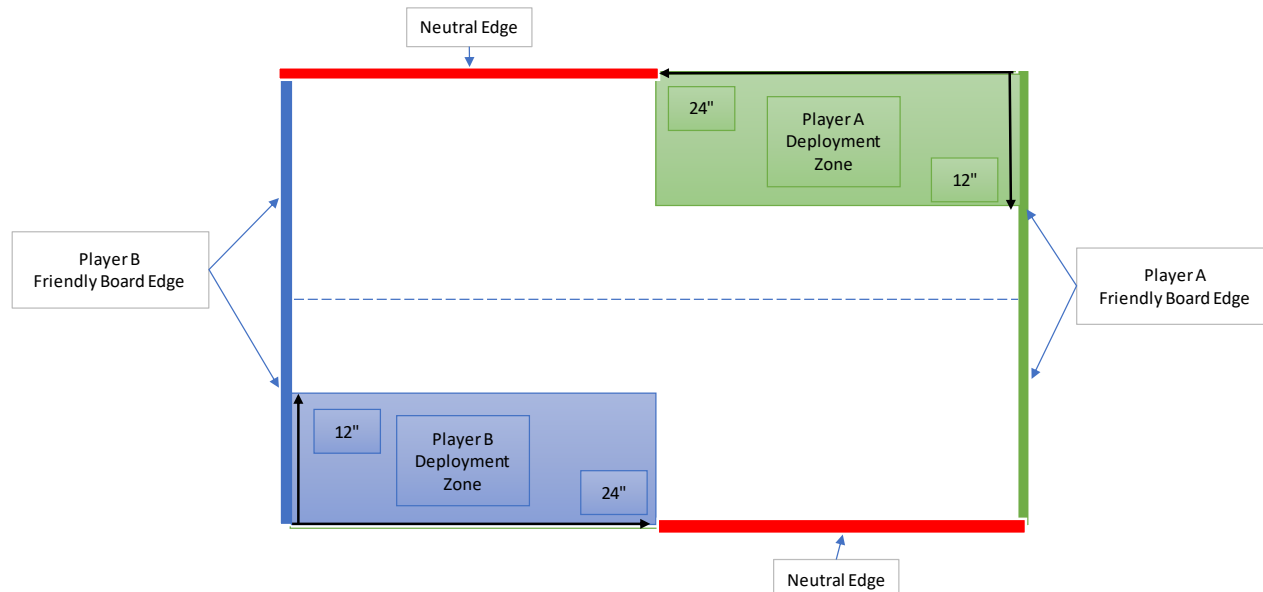 Neutral Edge
24"
Player A
Deployment
Zone
12"
Player B
Friendly Board Edge
Player A
Friendly Board Edge
12"
Player B
Deployment
Zone
24"
Neutral Edge